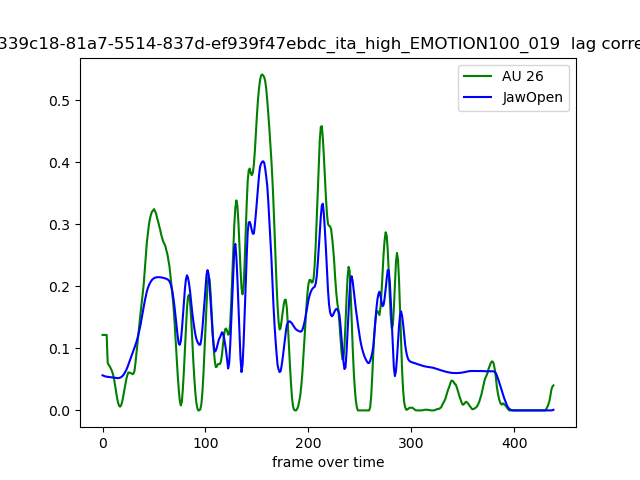 339c18-81a7-5514-837d-ef939f47ebdc_ita_high_EMOTION100_019 lag corre
AU 26
JawOpen
0.5
0.4
0.3
0.2
0.1
0.0
0 100 200 300 400
frame over time